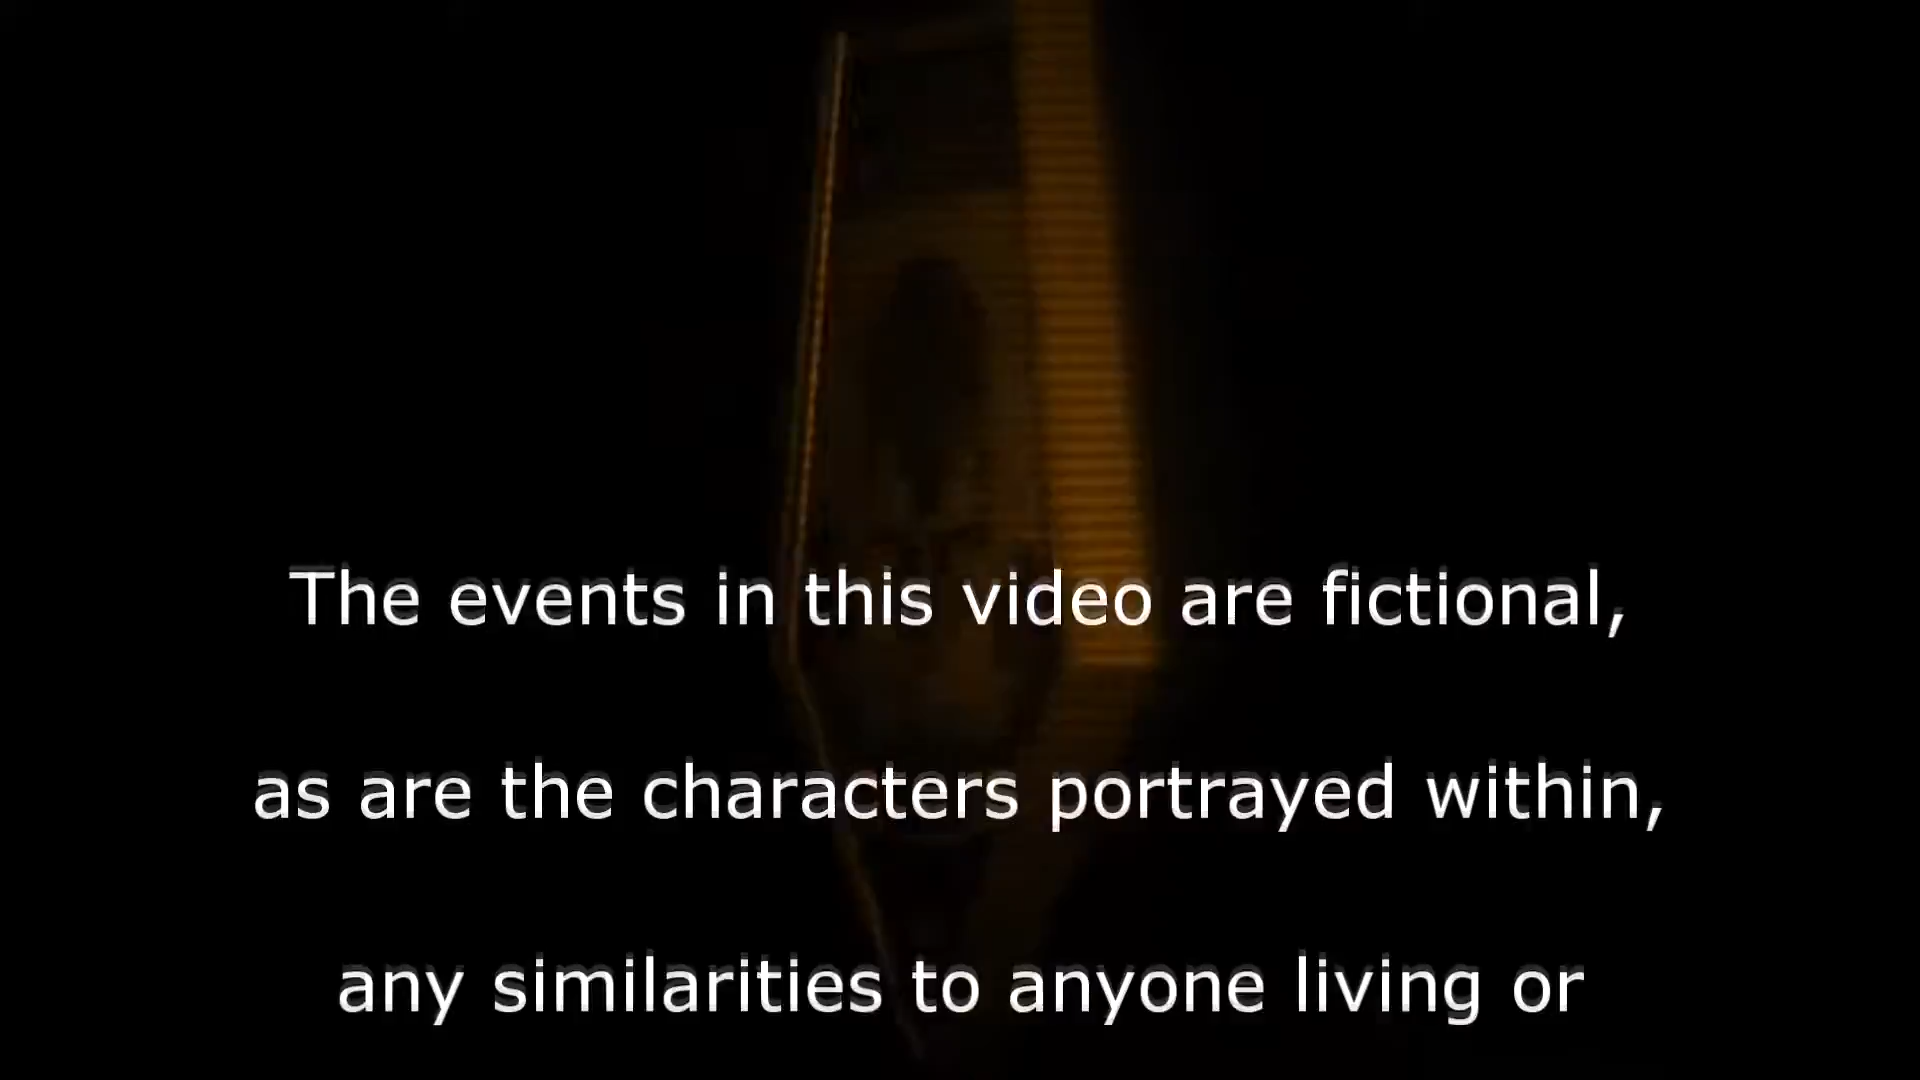 The events in this video are fictional,
as are the characters portrayed within,
any similarities to anyone living or